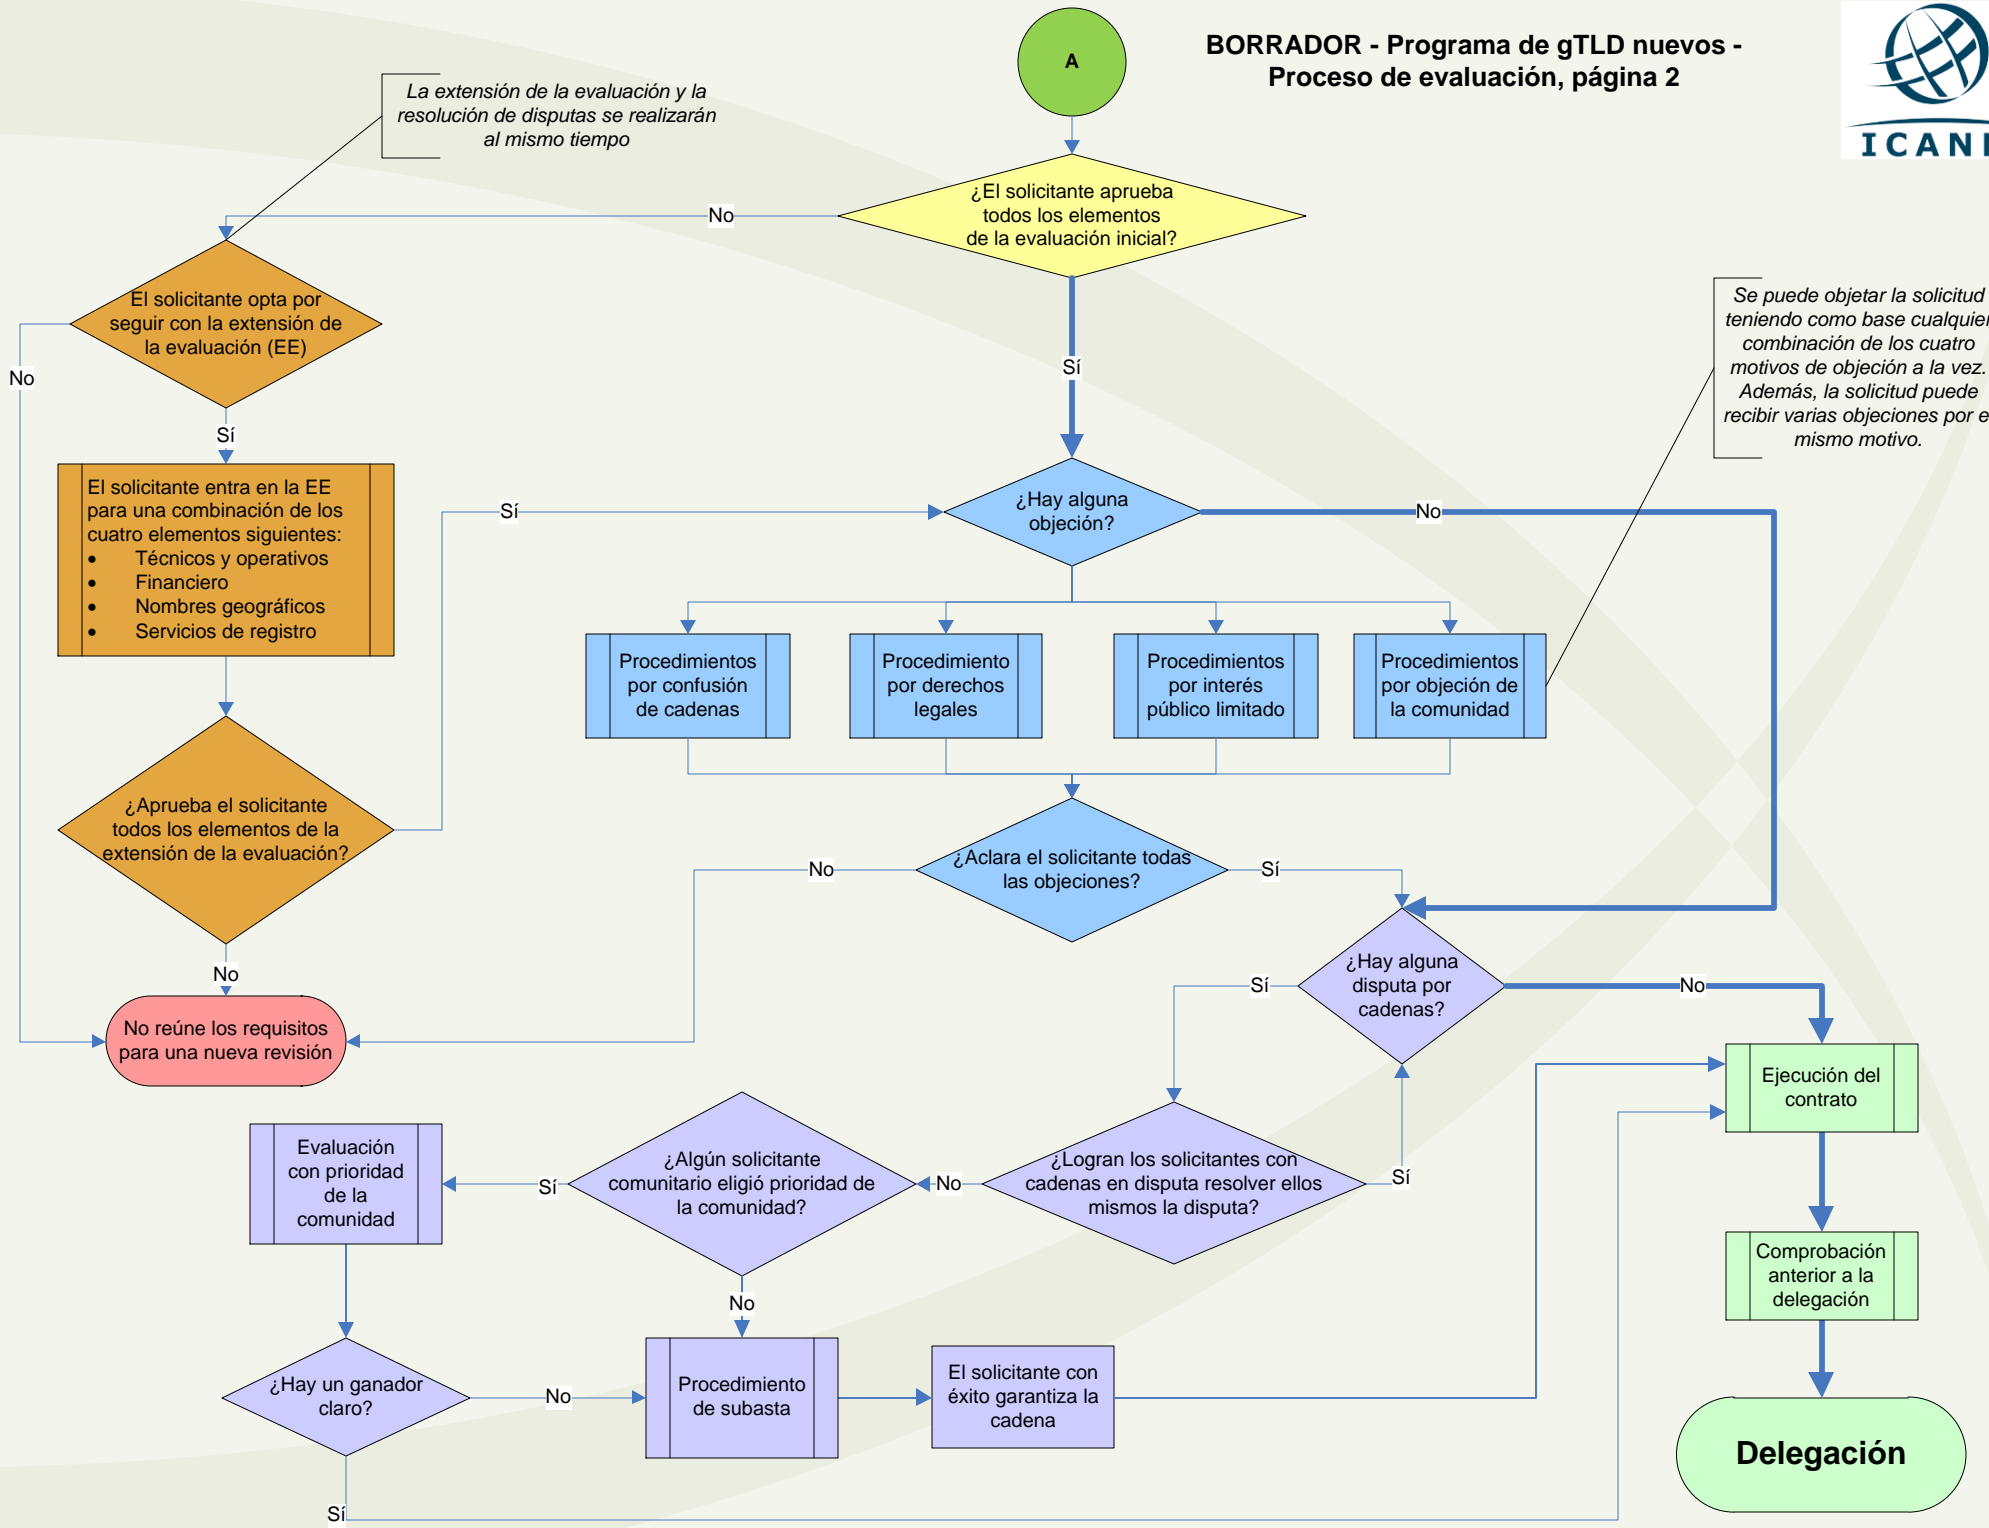 BORRADOR - Programa de gTLD nuevos -
Proceso de evaluación, página 2
ICAN
A
La extensión de la evaluación y la
resolución de disputas se realizarán
al mismo tiempo
¿El solicitante aprueba
todos los elementos
de la evaluación inicial?
No
Sí
El solicitante opta por
seguir con la extensión de
la evaluación (EE)
No
Sí
Se puede objetar la solicitud
teniendo como base cualquier
combinación de los cuatro
motivos de objeción a la vez.
Además, la solicitud puede
recibir varias objeciones por e
mismo motivo.
El solicitante entra en la EE
para una combinación de los
cuatro elementos siguientes:
• Técnicos y operativos
• Financiero
• Nombres geográficos
• Servicios de registro
Sí
¿Hay alguna
objeción?
No
Procedimientos
por confusión
de cadenas
Procedimiento
por derechos
legales
Procedimientos
por interés
público limitado
Procedimientos
por objeción de
la comunidad
¿Aprueba el solicitante
todos los elementos de la
extensión de la evaluación?
No
¿Aclara el solicitante todas
las objeciones?
No
Sí
No reúne los requisitos
para una nueva revisión
¿Hay alguna
disputa por
cadenas?
Sí
No
Ejecución del
contrato
Evaluación
con prioridad
de la
comunidad
Sí
¿Algún solicitante
comunitario eligió prioridad de
la comunidad?
No
¿Logran los solicitantes con
cadenas en disputa resolver ellos
mismos la disputa?
Sí
No
Comprobación
anterior a la
delegación
¿Hay un ganador
claro?
No
Procedimiento
de subasta
El solicitante con
éxito garantiza la
cadena
Delegación
Sí